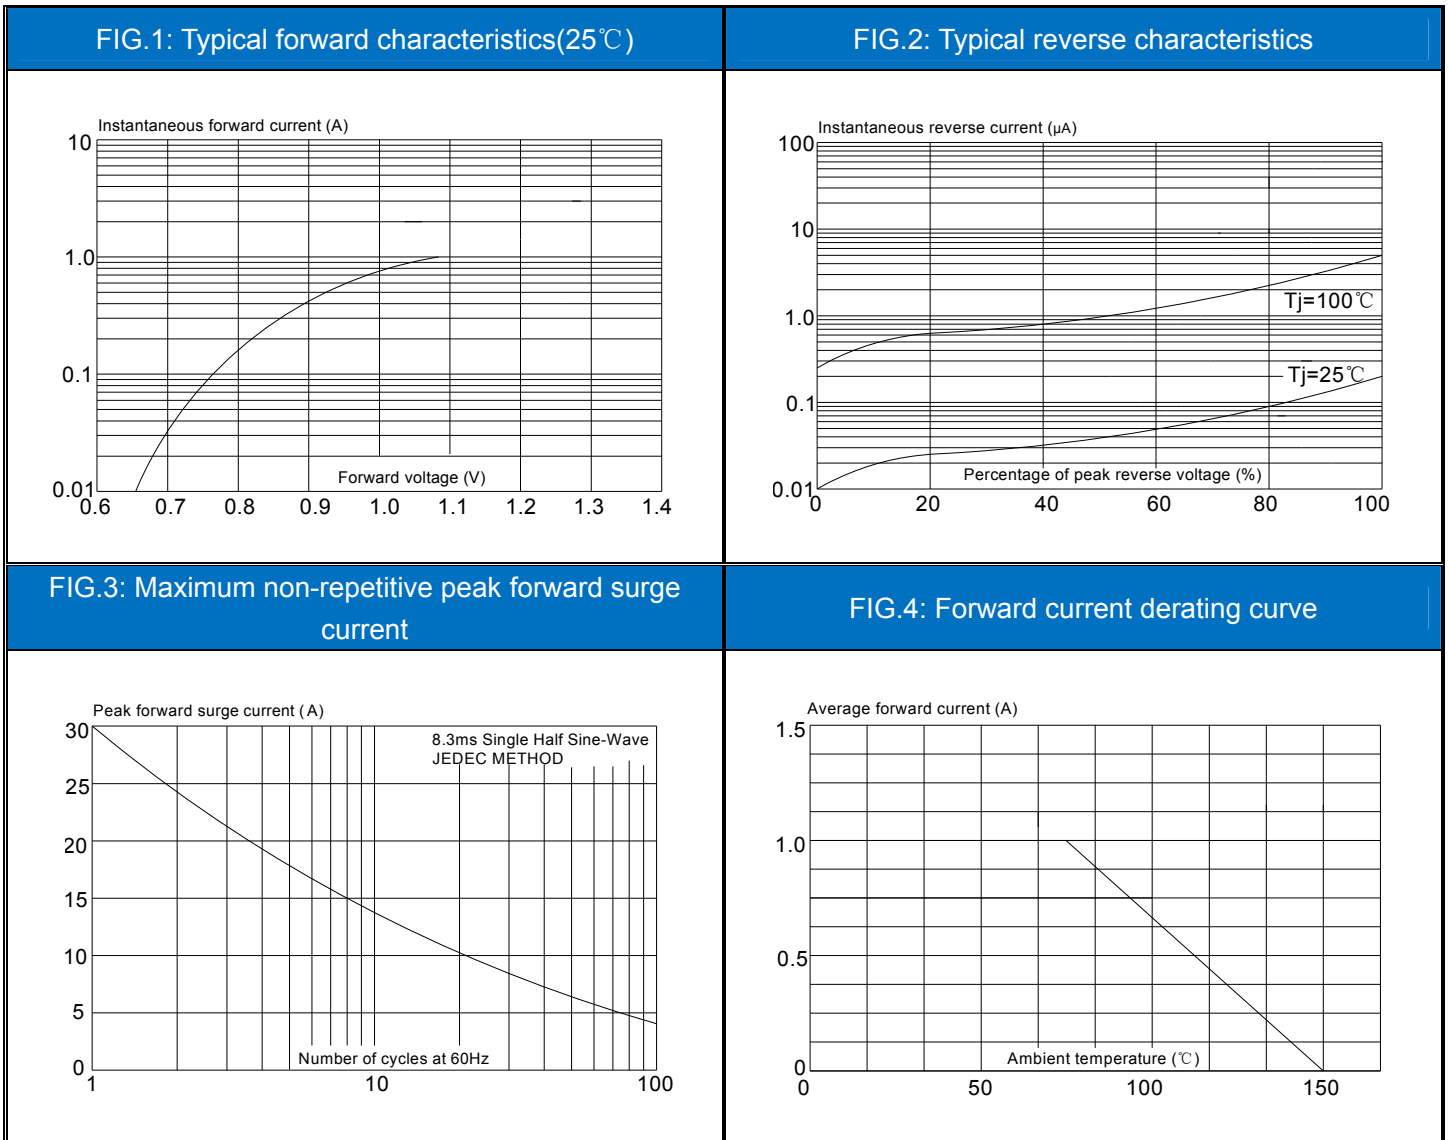 FIG.1: Typical forward characteristics(25℃)
Instantaneous forward current (A)
10
1.0
0.1
0.01
Forward voltage (V)
0.6 0.7 0.8 0.9 1.0 1.1 1.2 1.3 1.4
FIG.2: Typical reverse characteristics
Instantaneous reverse current (μA)
100
10
1.0
0.1
0.01
Tj=100℃
Tj=25℃
Percentage of peak reverse voltage (%)
0 20 40 60 80 100
FIG.3: Maximum non-repetitive peak forward surge
current
Peak forward surge current (A)
30
25
20
15
10
5
0
8.3ms Single Half Sine-Wave
JEDEC METHOD
Number of cycles at 60Hz
1 10 100
FIG.4: Forward current derating curve
Average forward current (A)
1.5
1.0
0.5
0
Ambient temperature (℃)
0 50 100 150